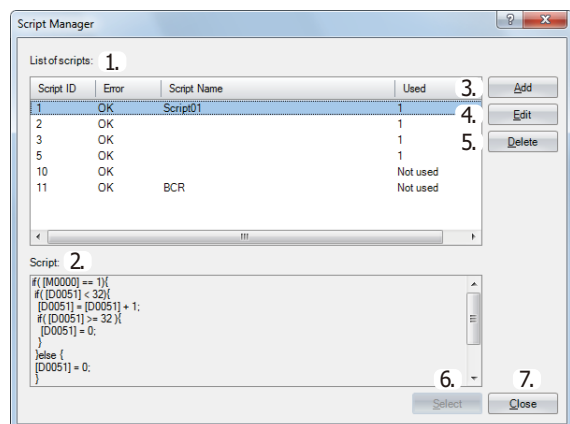 Script Manager
List of scripts: 1.
Script ID Error Script Name Used
1 OK Script01 1
2 OK 1
3 OK 1
5 OK 1
10 OK Not used
11 OK BCR Not used
3. Add
4. Edit
5. Delete
Script: 2.
if( [M0000] == 1){
if( [D0051] < 32){
[D0051] = [D0051] + 1;
if( [D0051] >= 32 ){
[D0051] = 0;
}
}else {
[D0051] = 0;
}
6. 7.
Select Close